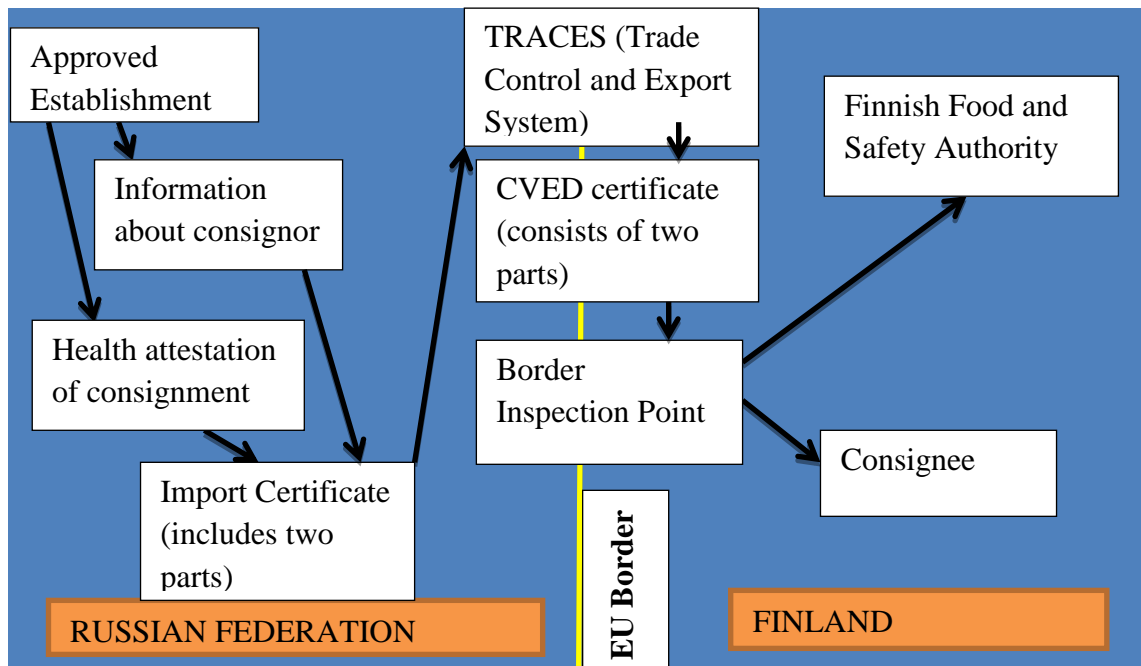 Approved
Establishment
Information
about consignor
Health attestation
of consignment
Import Certificate
(includes two
parts)
RUSSIAN FEDERATION
TRACES (Trade
Control and Export
System)
CVED certificate
(consists of two
parts)
Border
Inspection Point
EU Border
Finnish Food and
Safety Authority
Consignee
FINLAND